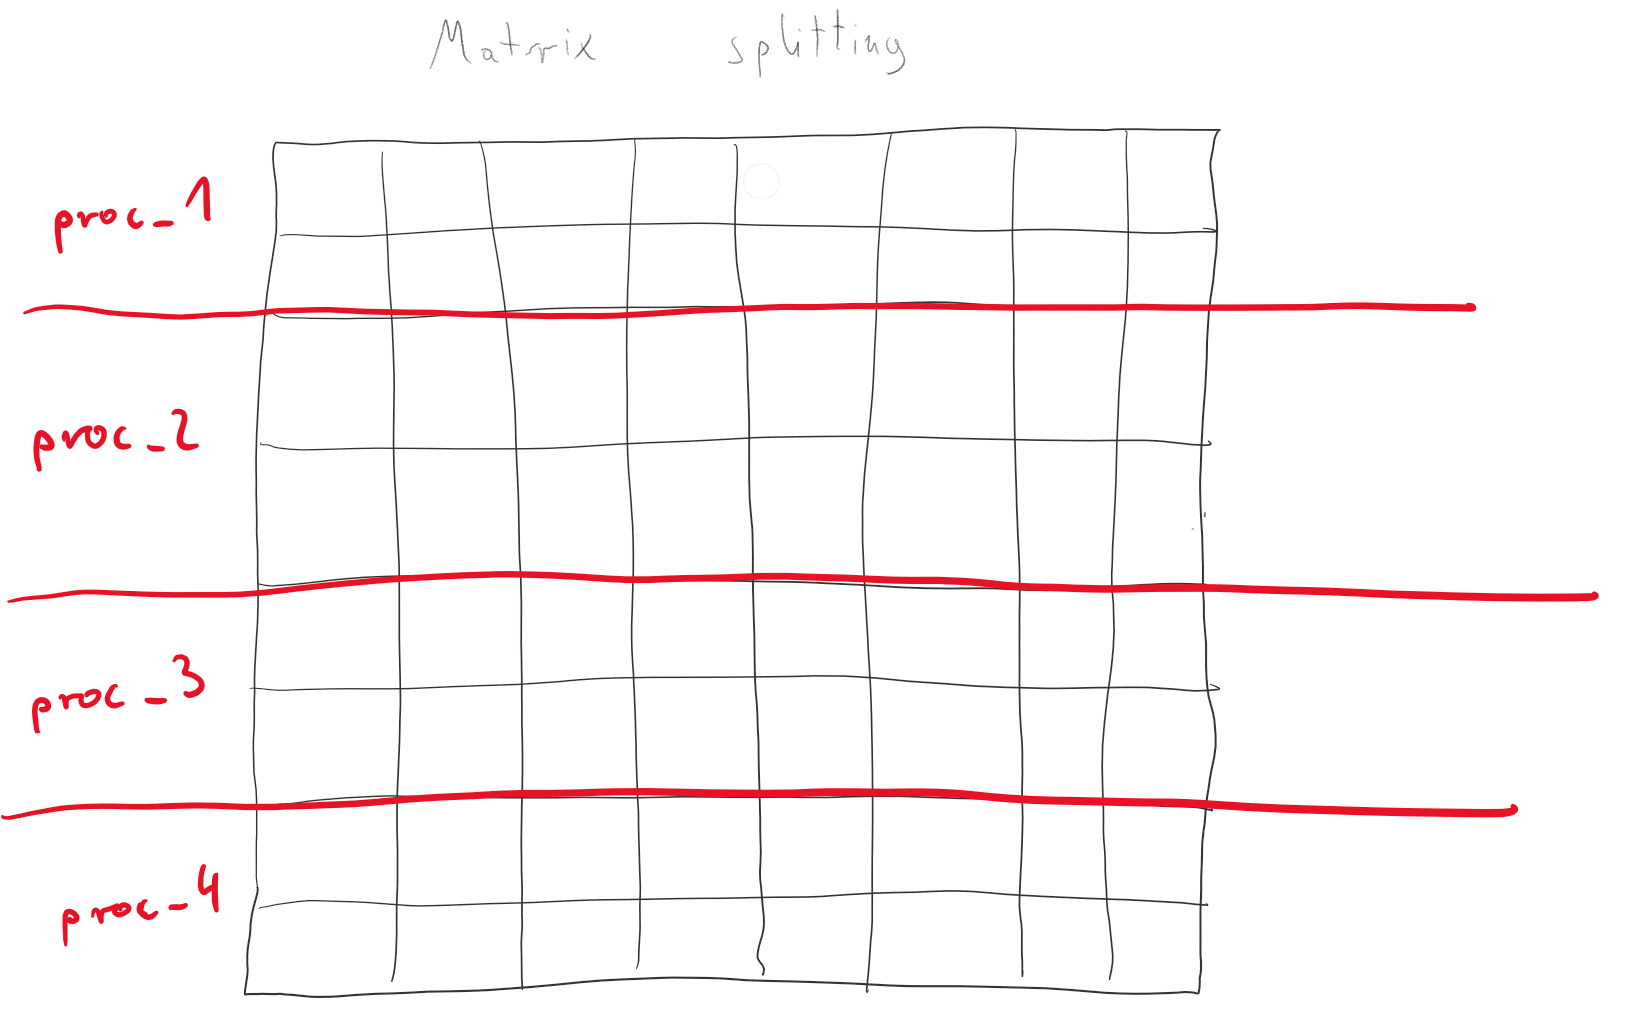 Matrix splitting
proc_1
proc_2
proc_3
proc_4